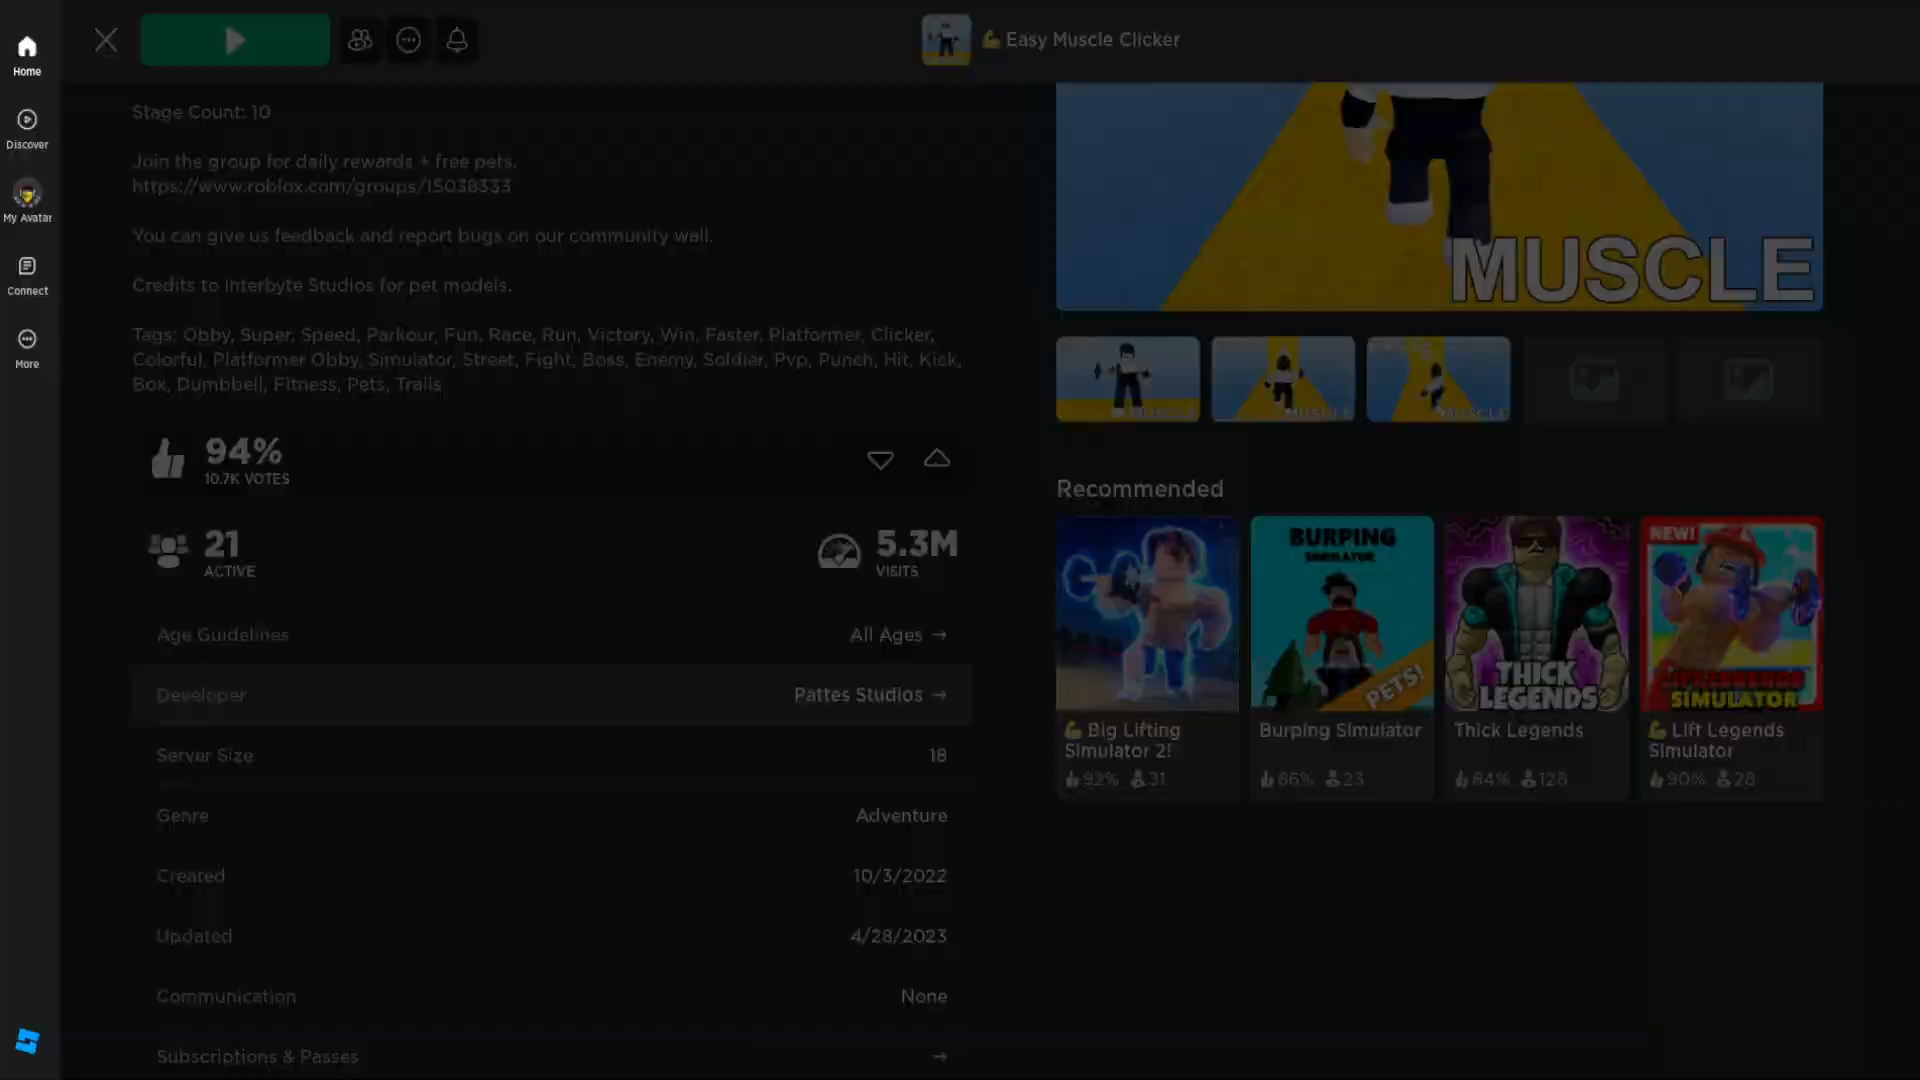 Home
Discover
My Avatar
Connect
More
💪 Easy Muscle Clicker
Stage Count: 10
Join the group for daily rewards + free pets.
https://www.roblox.com/groups/15038333
You can give us feedback and report bugs on our community wall.
Credits to Interbyte Studios for pet models.
Tags: Obby, Super, Speed, Parkour, Fun, Race, Run, Victory, Win, Faster, Platformer, Clicker,
Colorful, Platformer Obby, Simulator, Street, Fight, Boss, Enemy, Soldier, Pvp, Punch, Hit, Kick,
Box, Dumbbell, Fitness, Pets, Trails
94%
10.7K VOTES
21
ACTIVE
5.3M
VISITS
Age Guidelines
All Ages →
Developer
Pattes Studios →
Server Size
18
Genre
Adventure
Created
10/3/2022
Updated
4/28/2023
Communication
None
Subscriptions & Passes
→
MUSCLE
MUSCLE
MUSCLE
MUSCLE
Recommended
BURPING
SIMULATOR
PETS!
THICK
LEGENDS
NEW!
SIMULATOR
💪 Big Lifting
Simulator 2!
92% 31
Burping Simulator
86% 23
Thick Legends
84% 128
💪 Lift Legends
Simulator
90% 28